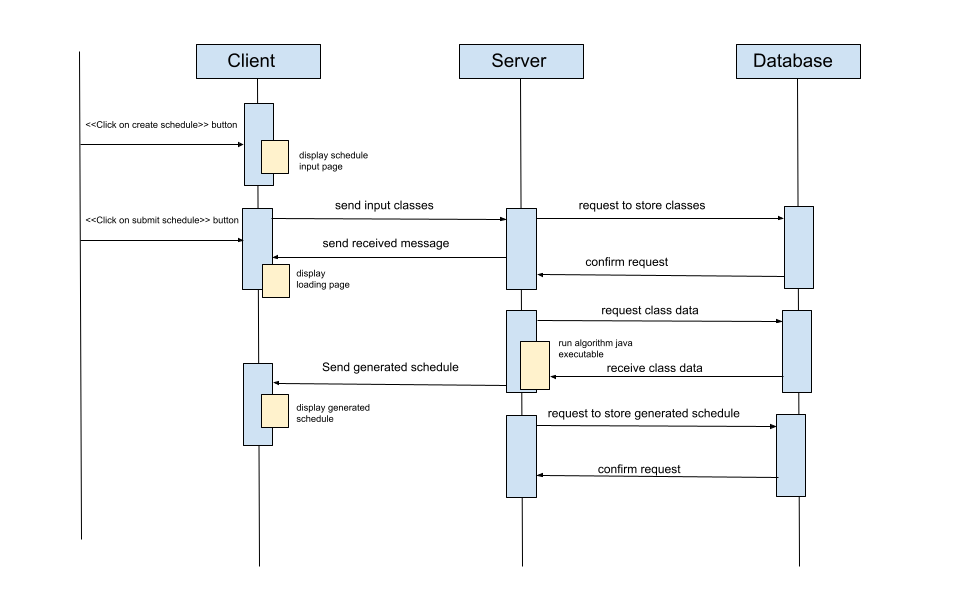 Client
Server
Database
<<Click on create schedule>> button
display schedule
input page
<<Click on submit schedule>> button
send input classes
request to store classes
send received message
confirm request
display
loading page
request class data
run algorithm java
executable
receive class data
Send generated schedule
display generated
schedule
request to store generated schedule
confirm request